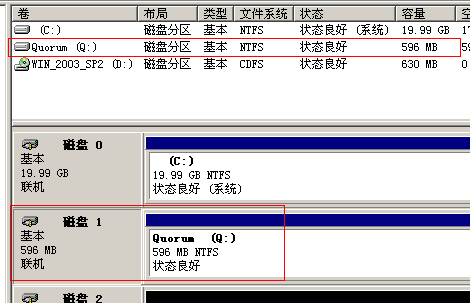 卷 布局 类型 文件系统 状态 容量 空
(C:) 磁盘分区 基本 NTFS 状态良好 (系统) 19.99 GB 17
Quorum (Q:) 磁盘分区 基本 NTFS 状态良好 596 MB 59
WIN_2003_SP2 (D:) 磁盘分区 基本 CDFS 状态良好 630 MB 0
磁盘 0
基本
19.99 GB
联机
(C:)
19.99 GB NTFS
状态良好 (系统)
磁盘 1
基本
596 MB
联机
Quorum (Q:)
596 MB NTFS
状态良好
磁盘 2